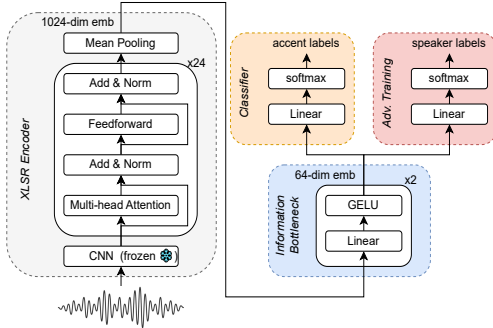 1024-dim emb
Mean Pooling
x24
Add & Norm
Feedforward
Add & Norm
Multi-head Attention
CNN (frozen )
XLSR Encoder
accent labels
softmax
Linear
Classifier
speaker labels
softmax
Linear
Adv. Training
64-dim emb
x2
GELU
Linear
Information
Bottleneck